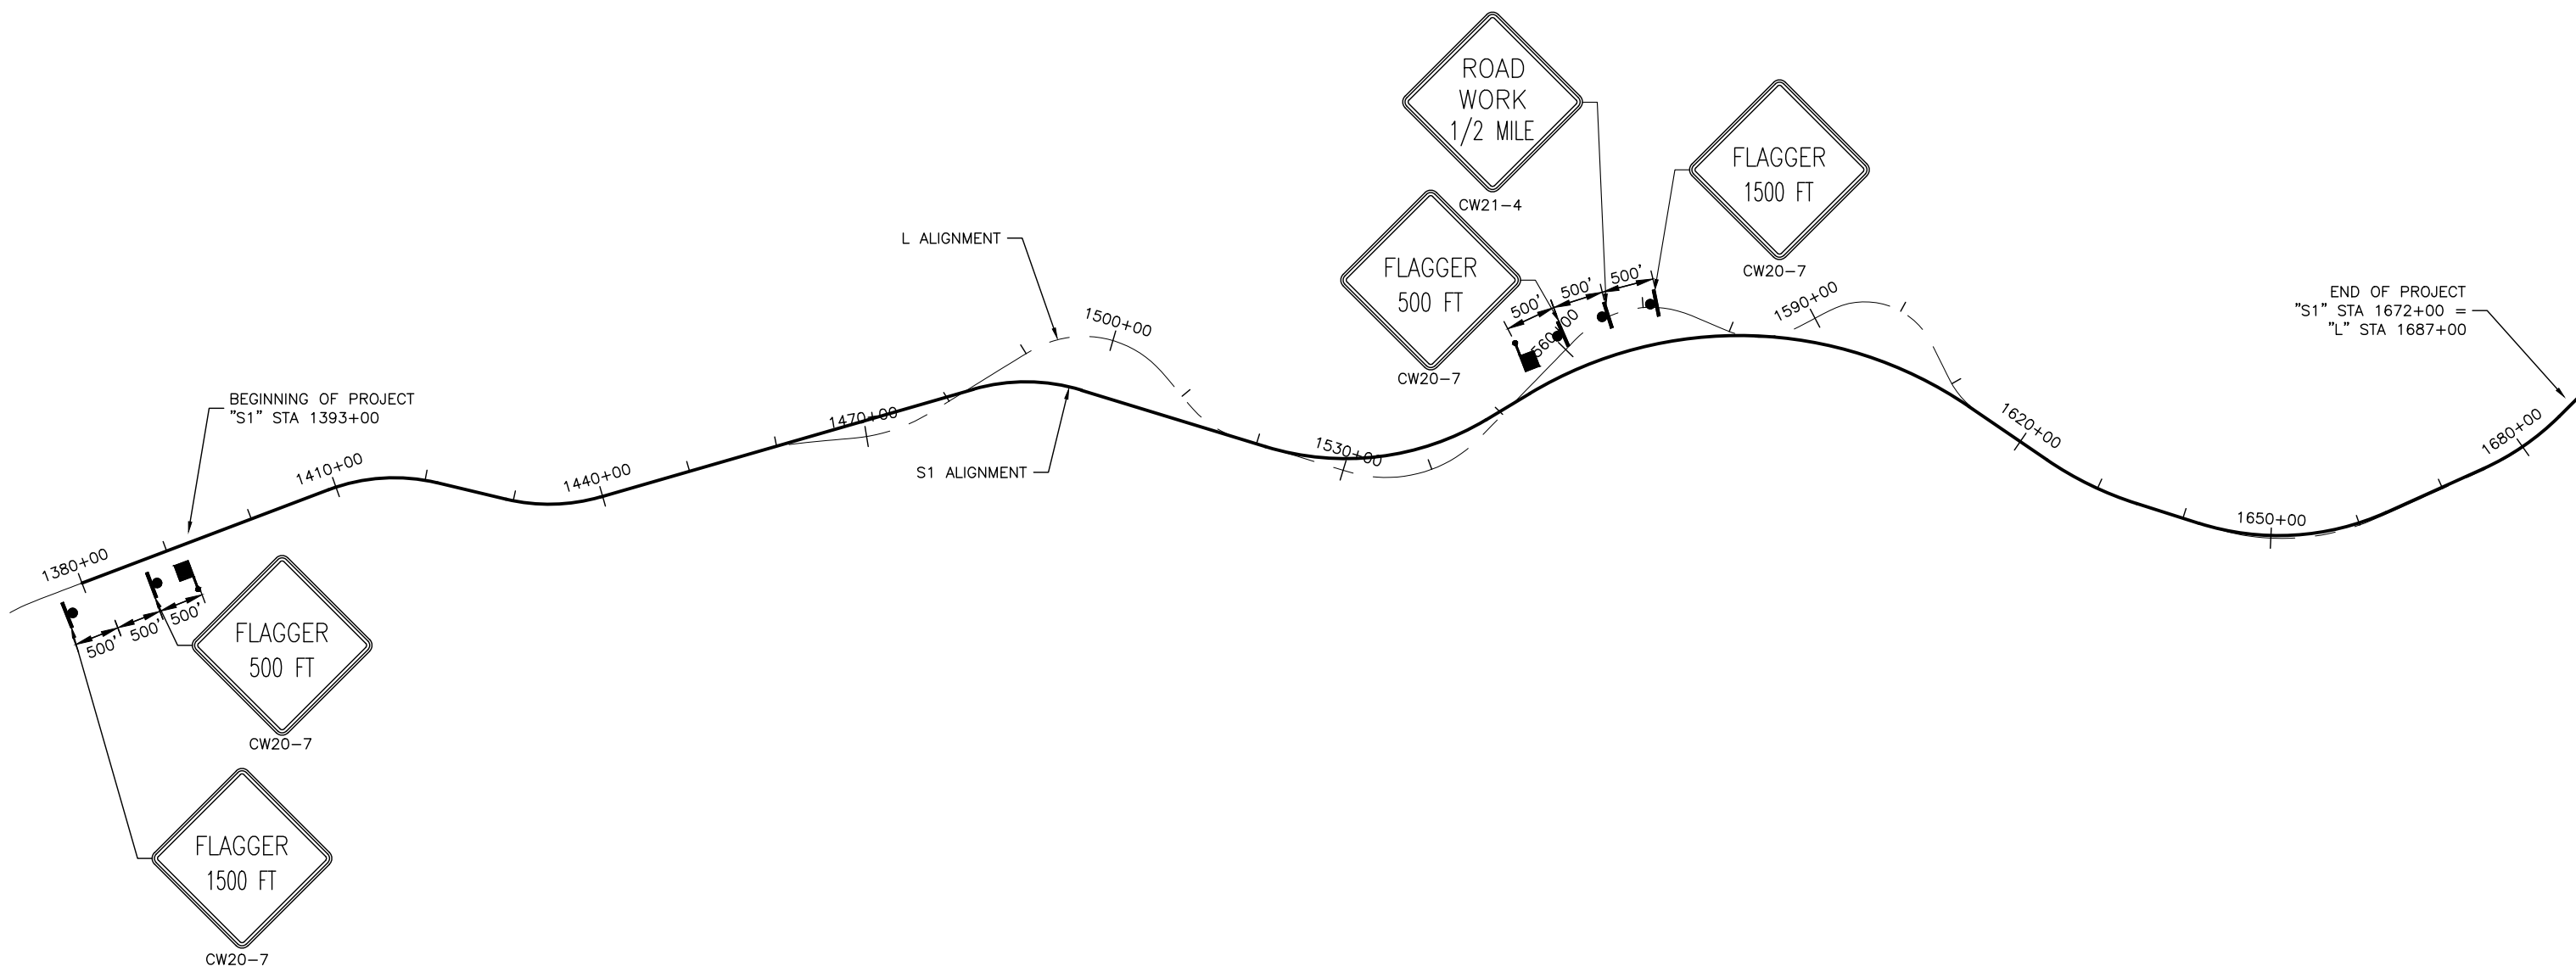 ROAD
WORK
1/2 MILE
CW21-4
FLAGGER
1500 FT
CW20-7
FLAGGER
500 FT
CW20-7
L ALIGNMENT
S1 ALIGNMENT
BEGINNING OF PROJECT
"S1" STA 1393+00
END OF PROJECT
"S1" STA 1672+00 =
"L" STA 1687+00
1380+00
1410+00
1440+00
1470+00
1500+00
1530+00
560+00
1590+00
1620+00
1650+00
1680+00
500'
500'
500'
500'
500'
500'
FLAGGER
500 FT
CW20-7
FLAGGER
1500 FT
CW20-7